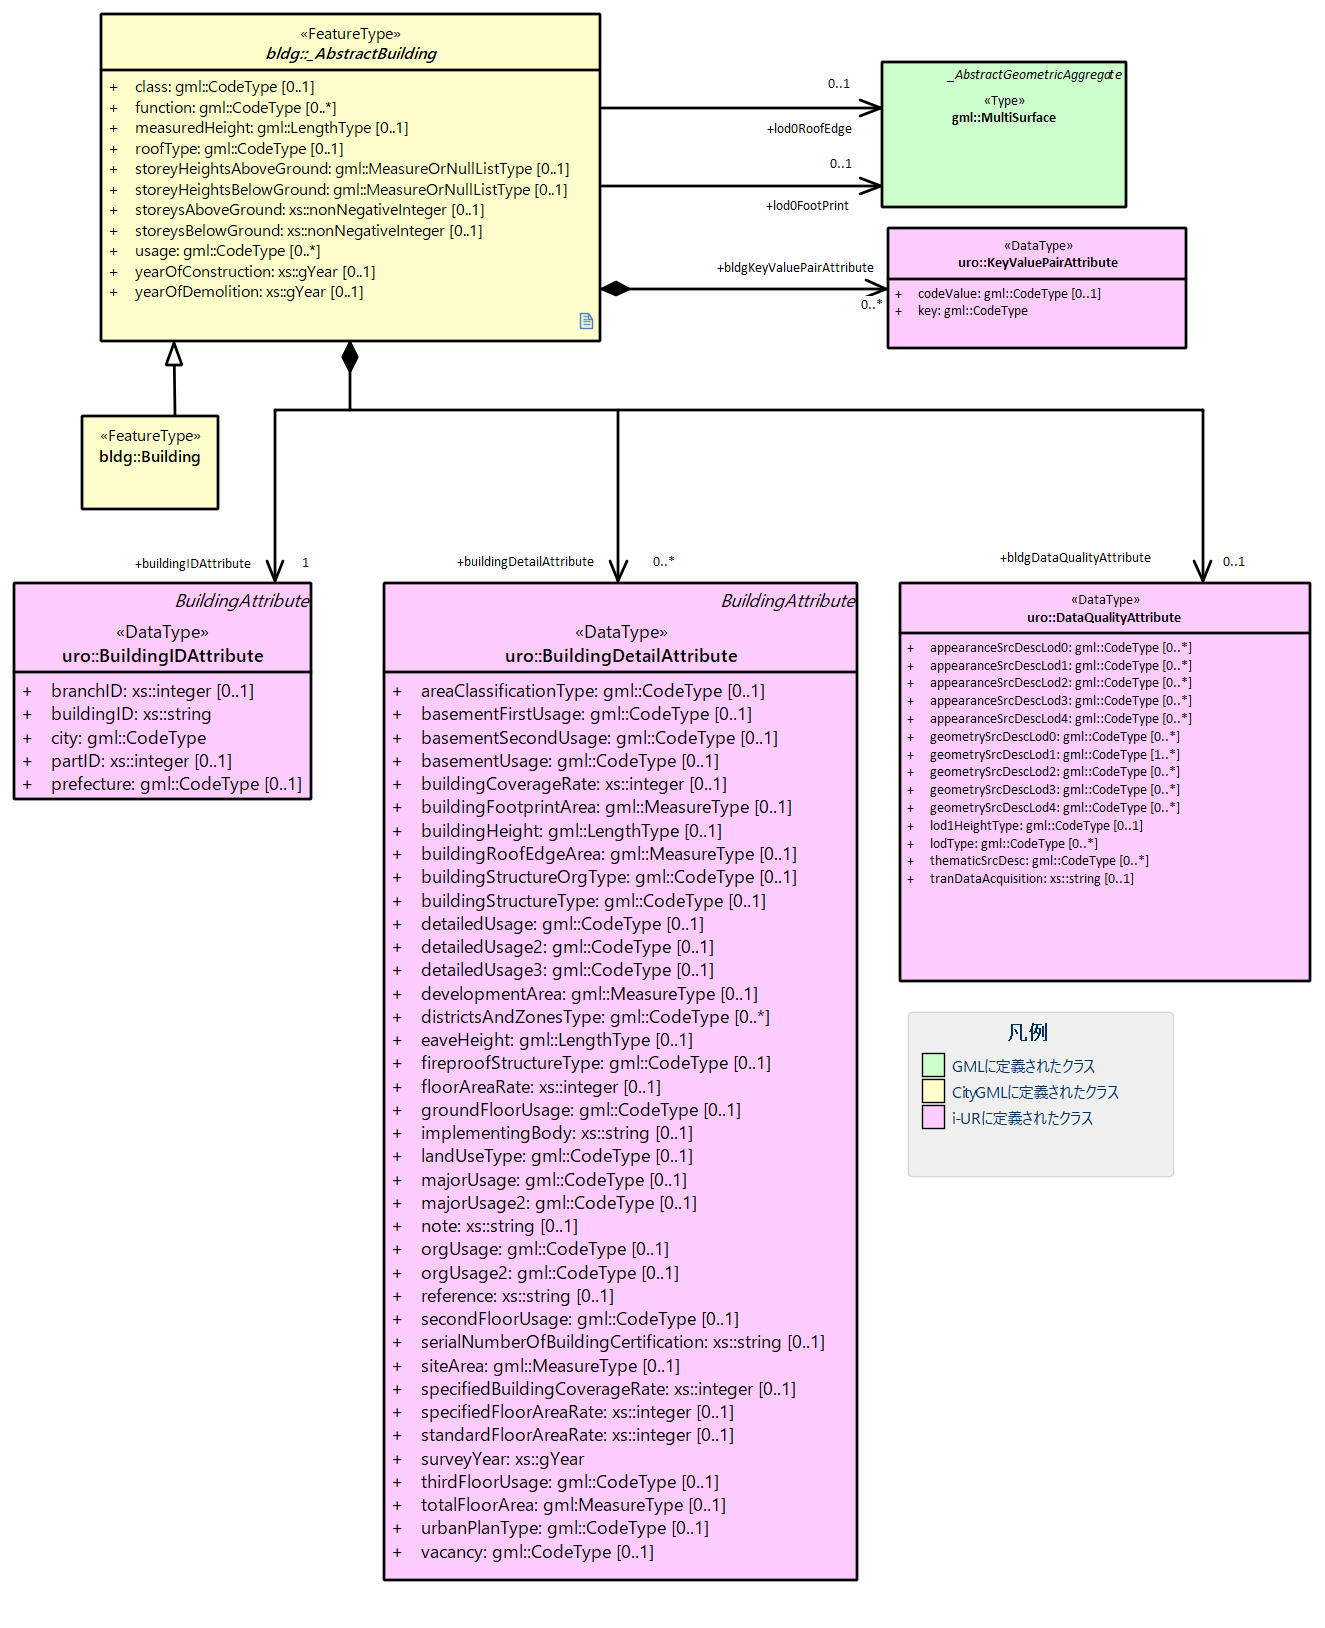 «FeatureType»
bldg::_AbstractBuilding
+ class: gml::CodeType [0..1]
+ function: gml::CodeType [0..*]
+ measuredHeight: gml::LengthType [0..1]
+ roofType: gml::CodeType [0..1]
+ storeyHeightsAboveGround: gml::MeasureOrNullListType [0..1]
+ storeyHeightsBelowGround: gml::MeasureOrNullListType [0..1]
+ storeysAboveGround: xs::nonNegativeInteger [0..1]
+ storeysBelowGround: xs::nonNegativeInteger [0..1]
+ usage: gml::CodeType [0..*]
+ yearOfConstruction: xs::gYear [0..1]
+ yearOfDemolition: xs::gYear [0..1]
0..1
+lod0RoofEdge
0..1
+lod0FootPrint
_AbstractGeometricAggregate
«Type»
gml::MultiSurface
+bldgKeyValuePairAttribute
0..*
«DataType»
uro::KeyValuePairAttribute
+ codeValue: gml::CodeType [0..1]
+ key: gml::CodeType
«FeatureType»
bldg::Building
+buildingIDAttribute
1
+buildingDetailAttribute
0..*
+bldgDataQualityAttribute
0..1
BuildingAttribute
«DataType»
uro::BuildingIDAttribute
+ branchID: xs::integer [0..1]
+ buildingID: xs::string
+ city: gml::CodeType
+ partID: xs::integer [0..1]
+ prefecture: gml::CodeType [0..1]
BuildingAttribute
«DataType»
uro::BuildingDetailAttribute
+ areaClassificationType: gml::CodeType [0..1]
+ basementFirstUsage: gml::CodeType [0..1]
+ basementSecondUsage: gml::CodeType [0..1]
+ basementUsage: gml::CodeType [0..1]
+ buildingCoverageRate: xs::integer [0..1]
+ buildingFootprintArea: gml::MeasureType [0..1]
+ buildingHeight: gml::LengthType [0..1]
+ buildingRoofEdgeArea: gml::MeasureType [0..1]
+ buildingStructureOrgType: gml::CodeType [0..1]
+ buildingStructureType: gml::CodeType [0..1]
+ detailedUsage: gml::CodeType [0..1]
+ detailedUsage2: gml::CodeType [0..1]
+ detailedUsage3: gml::CodeType [0..1]
+ developmentArea: gml::MeasureType [0..1]
+ districtsAndZonesType: gml::CodeType [0..*]
+ eaveHeight: gml::LengthType [0..1]
+ fireproofStructureType: gml::CodeType [0..1]
+ floorAreaRate: xs::integer [0..1]
+ groundFloorUsage: gml::CodeType [0..1]
+ implementingBody: xs::string [0..1]
+ landUseType: gml::CodeType [0..1]
+ majorUsage: gml::CodeType [0..1]
+ majorUsage2: gml::CodeType [0..1]
+ note: xs::string [0..1]
+ orgUsage: gml::CodeType [0..1]
+ orgUsage2: gml::CodeType [0..1]
+ reference: xs::string [0..1]
+ secondFloorUsage: gml::CodeType [0..1]
+ serialNumberOfBuildingCertification: xs::string [0..1]
+ siteArea: gml::MeasureType [0..1]
+ specifiedBuildingCoverageRate: xs::integer [0..1]
+ specifiedFloorAreaRate: xs::integer [0..1]
+ standardFloorAreaRate: xs::integer [0..1]
+ surveyYear: xs::gYear
+ thirdFloorUsage: gml::CodeType [0..1]
+ totalFloorArea: gml:MeasureType [0..1]
+ urbanPlanType: gml::CodeType [0..1]
+ vacancy: gml::CodeType [0..1]
«DataType»
uro::DataQualityAttribute
+ appearanceSrcDescLod0: gml::CodeType [0..*]
+ appearanceSrcDescLod1: gml::CodeType [0..*]
+ appearanceSrcDescLod2: gml::CodeType [0..*]
+ appearanceSrcDescLod3: gml::CodeType [0..*]
+ appearanceSrcDescLod4: gml::CodeType [0..*]
+ geometrySrcDescLod0: gml::CodeType [0..*]
+ geometrySrcDescLod1: gml::CodeType [1..*]
+ geometrySrcDescLod2: gml::CodeType [0..*]
+ geometrySrcDescLod3: gml::CodeType [0..*]
+ geometrySrcDescLod4: gml::CodeType [0..*]
+ lod1HeightType: gml::CodeType [0..1]
+ lodType: gml::CodeType [0..*]
+ thematicSrcDesc: gml::CodeType [0..*]
+ tranDataAcquisition: xs::string [0..1]
凡例
GMLに定義されたクラス
CityGMLに定義されたクラス
i-URに定義されたクラス